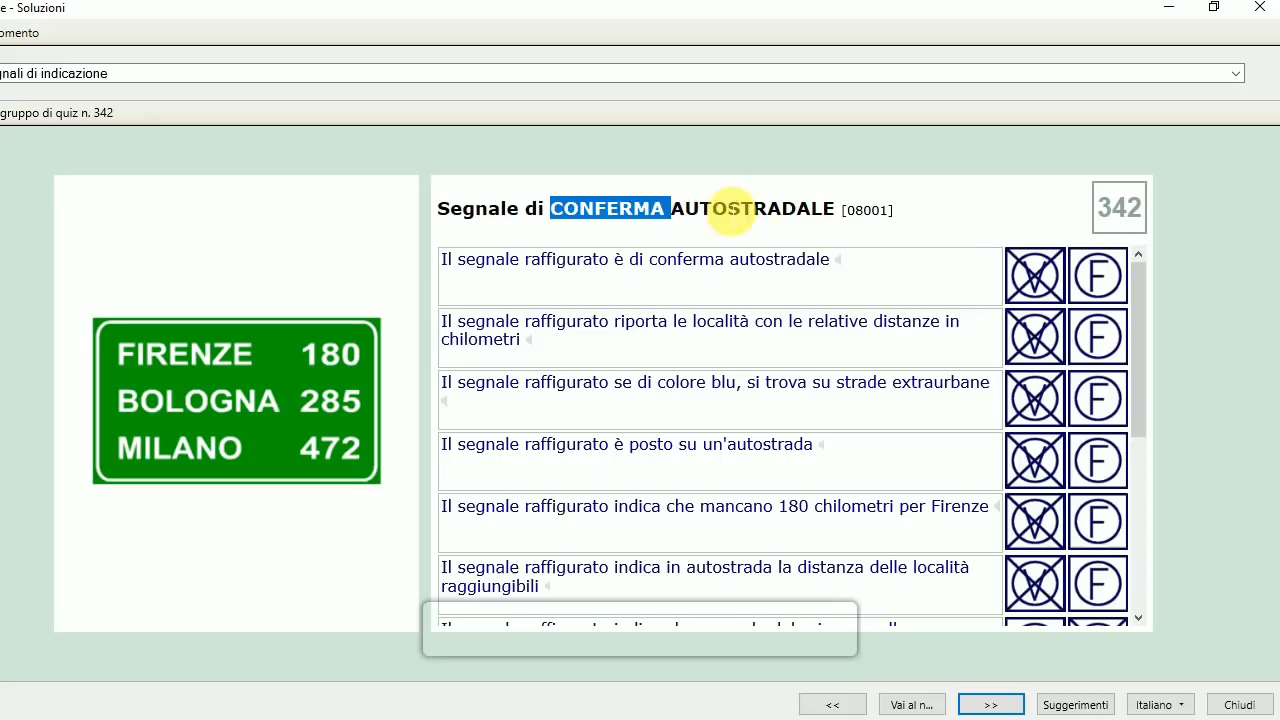 e - Soluzioni
omento
gnali di indicazione
gruppo di quiz n. 342
Segnale di CONFERMA AUTOSTRADALE [08001]
342
FIRENZE 180
BOLOGNA 285
MILANO 472
Il segnale raffigurato è di conferma autostradale
V F
Il segnale raffigurato riporta le località con le relative distanze in
chilometri
V F
Il segnale raffigurato se di colore blu, si trova su strade extraurbane
V F
Il segnale raffigurato è posto su un'autostrada
V F
Il segnale raffigurato indica che mancano 180 chilometri per Firenze
V F
Il segnale raffigurato indica in autostrada la distanza delle località
raggiungibili
V F
<< Vai al n... >> Suggerimenti Italiano Chiudi